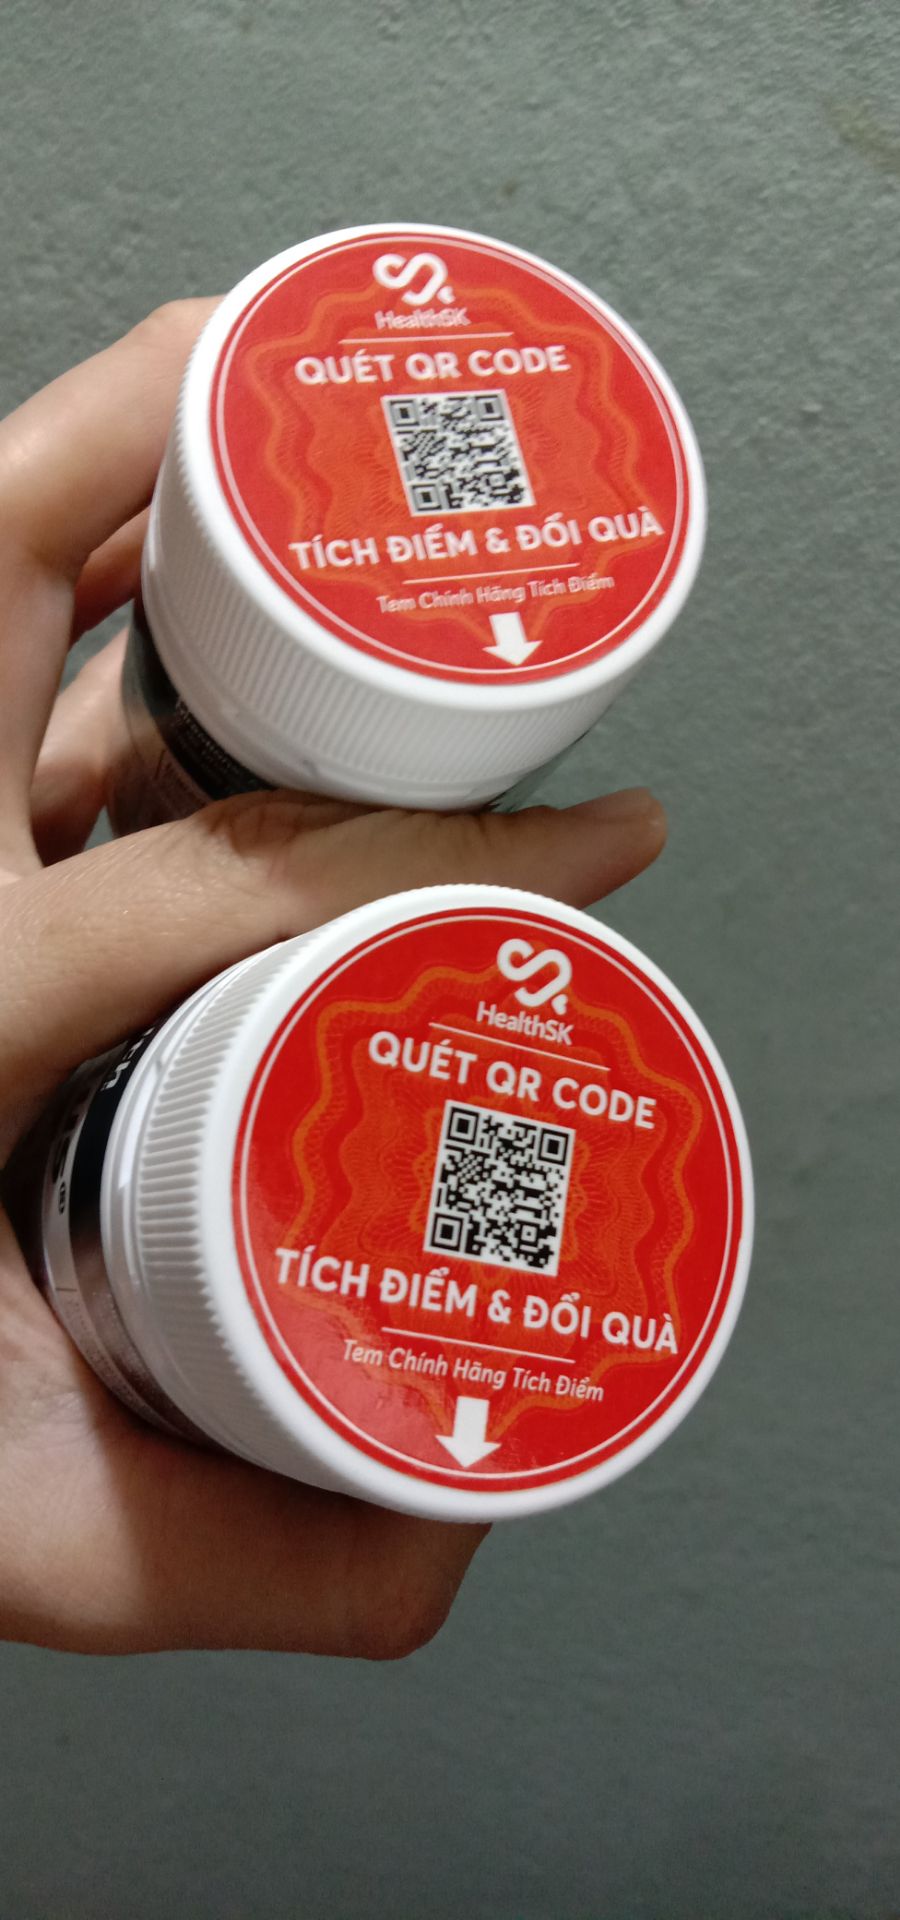 HealthSK
QUÉT QR CODE
TÍCH ĐIỂM & ĐỔI QUÀ
Tem Chính Hãng Tích Điểm
HealthSK
QUÉT QR CODE
TÍCH ĐIỂM & ĐỔI QUÀ
Tem Chính Hãng Tích Điểm